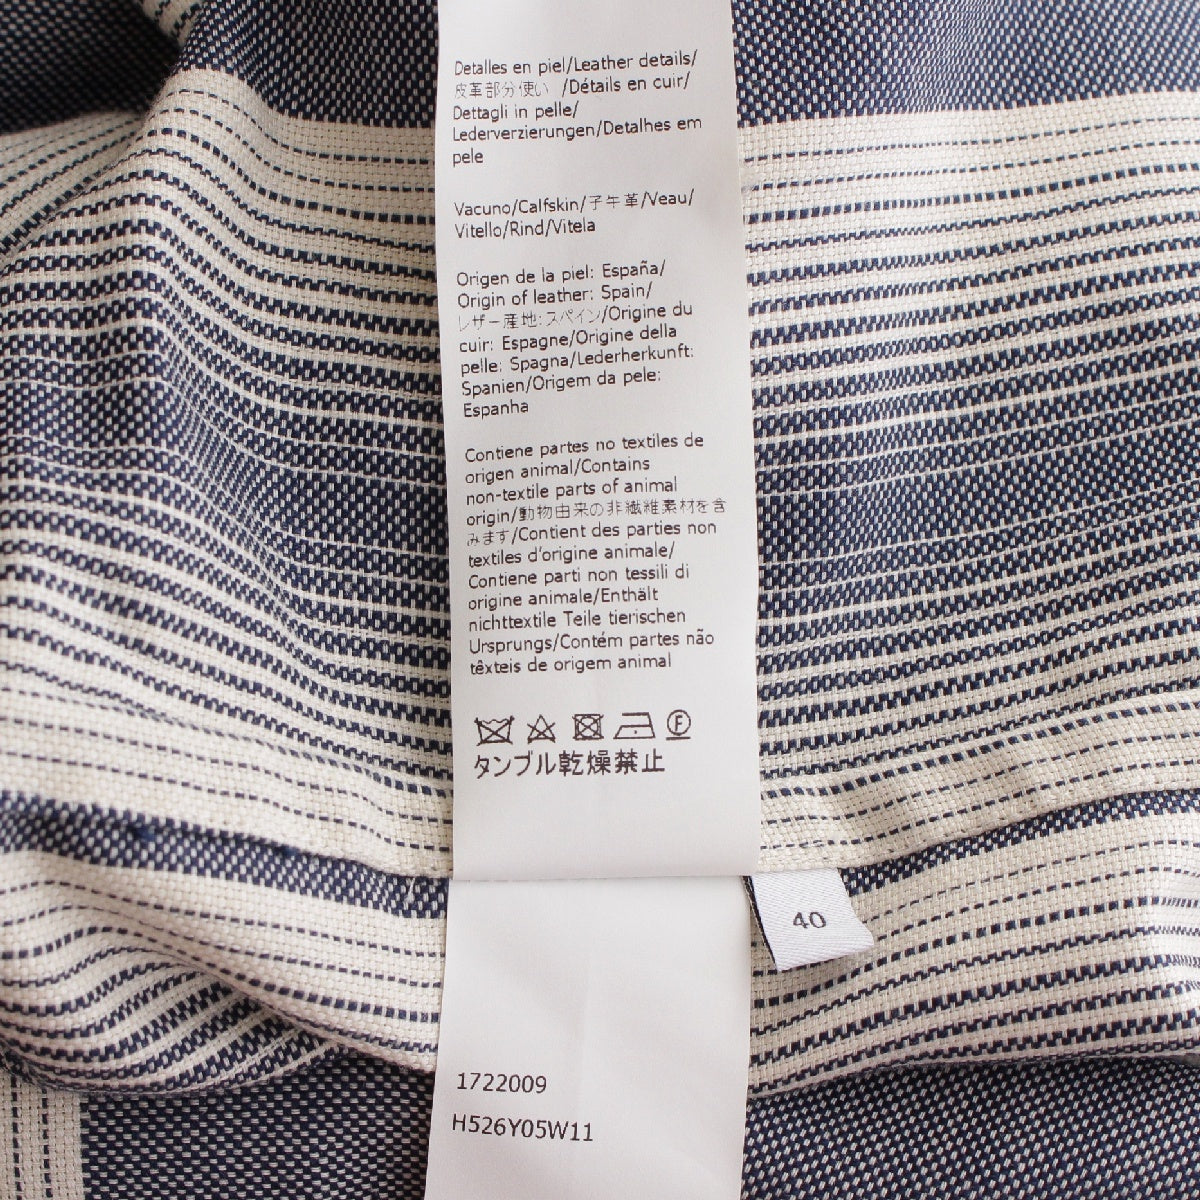 Detalles en piel/Leather details/
皮革部分使い /Détails en cuir/
Dettagli in pelle/
Lederverzierungen/Detalhes em
pele
Vacuno/Calfskin/子牛革/Veau/
Vitello/Rind/Vitela
Origen de la piel: España/
Origin of leather: Spain/
レザー産地:スペイン/Origine du
cuir: Espagne/Origine della
pelle: Spagna/Lederherkunft:
Spanien/Origem da pele:
Espanha
Contiene partes no textiles de
origen animal/Contains
non-textile parts of animal
origin/動物由来の非繊維素材を含
みます/Contient des parties non
textiles d'origine animale/
Contiene parti non tessili di
origine animale/Enthält
nichttextile Teile tierischen
Ursprungs/Contém partes não
têxteis de origem animal
F
タンブル乾燥禁止
40
1722009
H526Y05W11